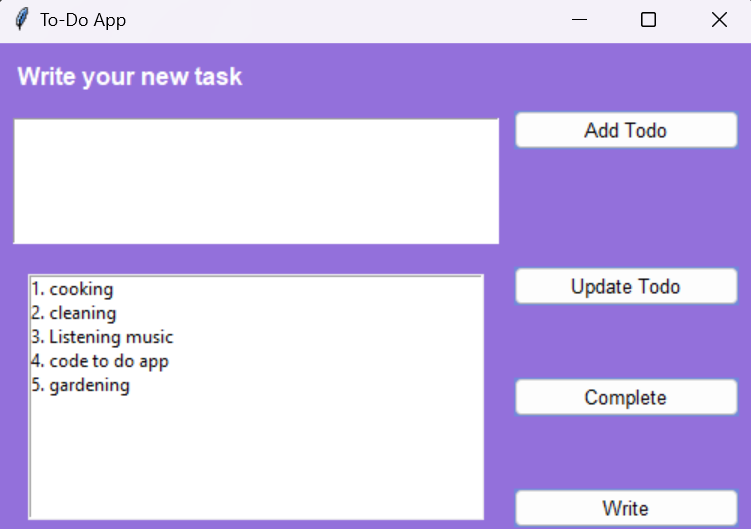 To-Do App
Write your new task
Add Todo
1. cooking
2. cleaning
3. Listening music
4. code to do app
5. gardening
Update Todo
Complete
Write